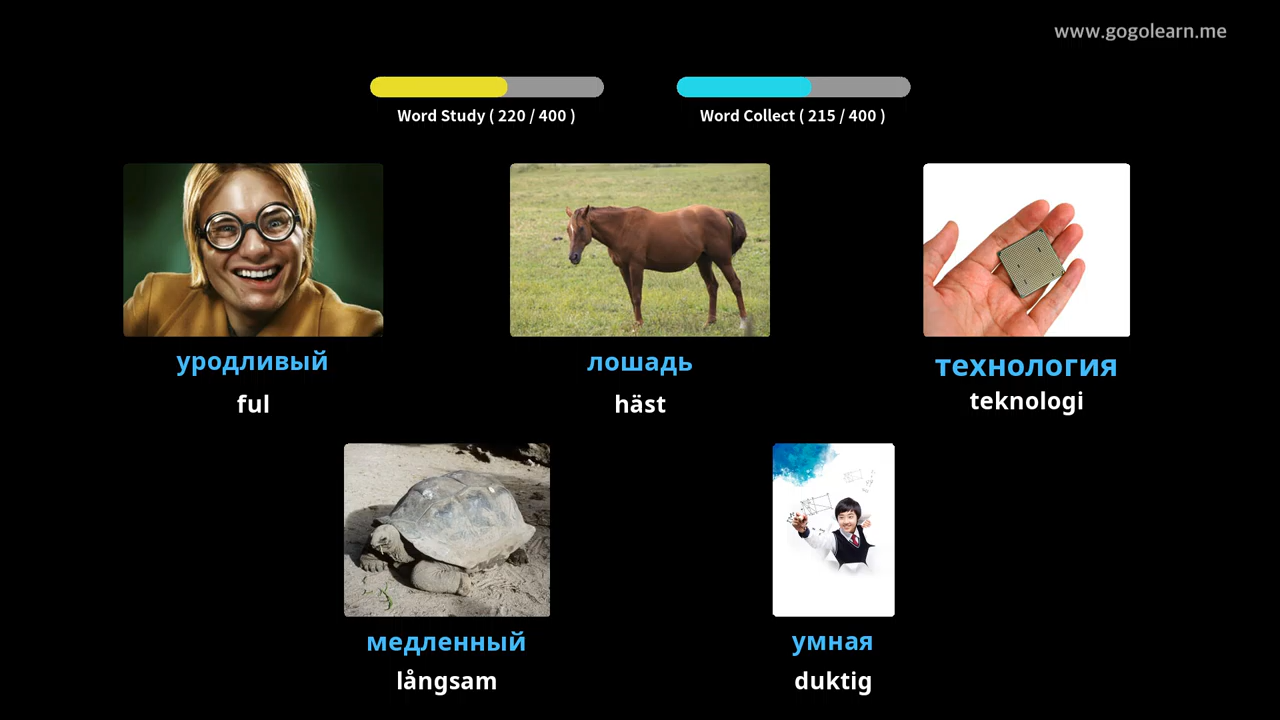 www.gogolearn.me
Word Study ( 220 / 400 )
Word Collect ( 215 / 400 )
уродливый
лошадь
технология
ful
häst
teknologi
медленный
умная
långsam
duktig